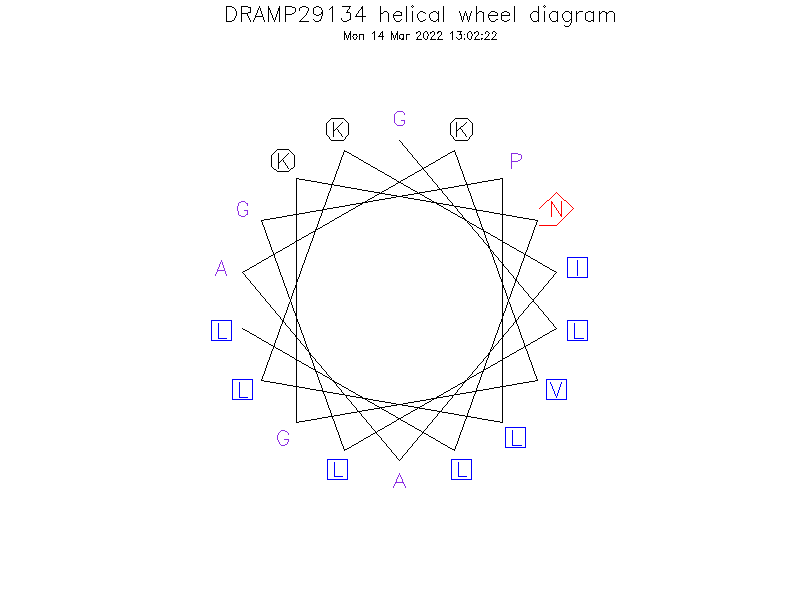 DRAMP29134 helical wheel diagram
Mon 14 Mar 2022 13:02:22
G
K K
K P
G N
A I
L L
L V
G L
L L
A